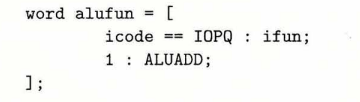 word alufun = [
        icode == IOPQ : ifun;
        1 : ALUADD;
];